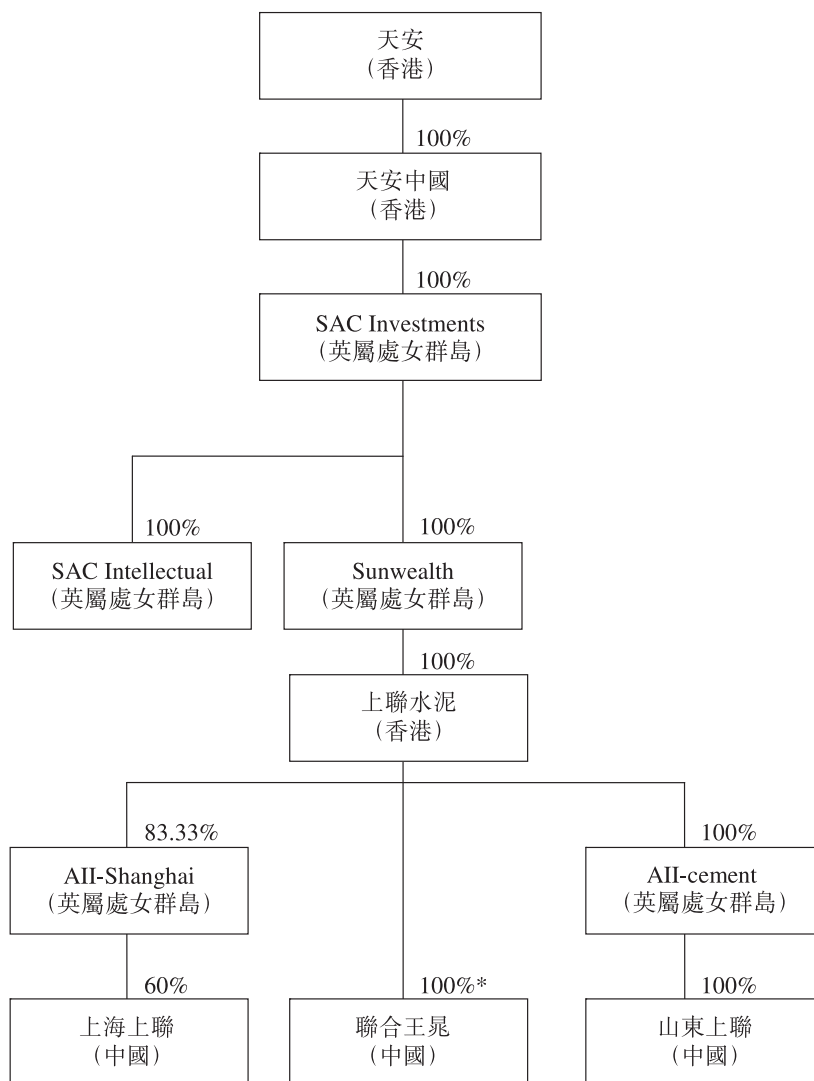 天安
（香港）
100%
天安中國
（香港）
100%
SAC Investments
（英屬處女群島）
100%
100%
SAC Intellectual
（英屬處女群島）
Sunwealth
（英屬處女群島）
100%
上聯水泥
（香港）
83.33%
100%
AII-Shanghai
（英屬處女群島）
AII-cement
（英屬處女群島）
60%
100%*
100%
上海上聯
（中國）
聯合王晁
（中國）
山東上聯
（中國）